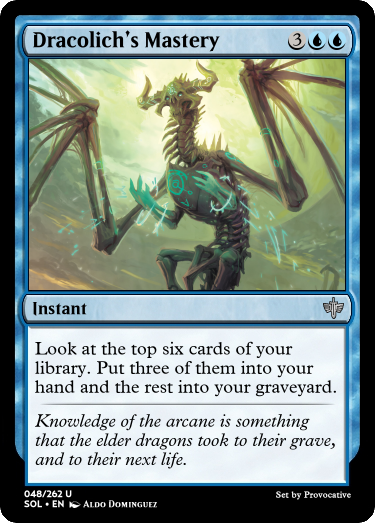 Dracolich's Mastery 3
Instant
Look at the top six cards of your
library. Put three of them into your
hand and the rest into your graveyard.
Knowledge of the arcane is something
that the elder dragons took to their grave,
and to their next life.
048/262 U
SOL • EN Aldo Dominguez
Set by Provocative